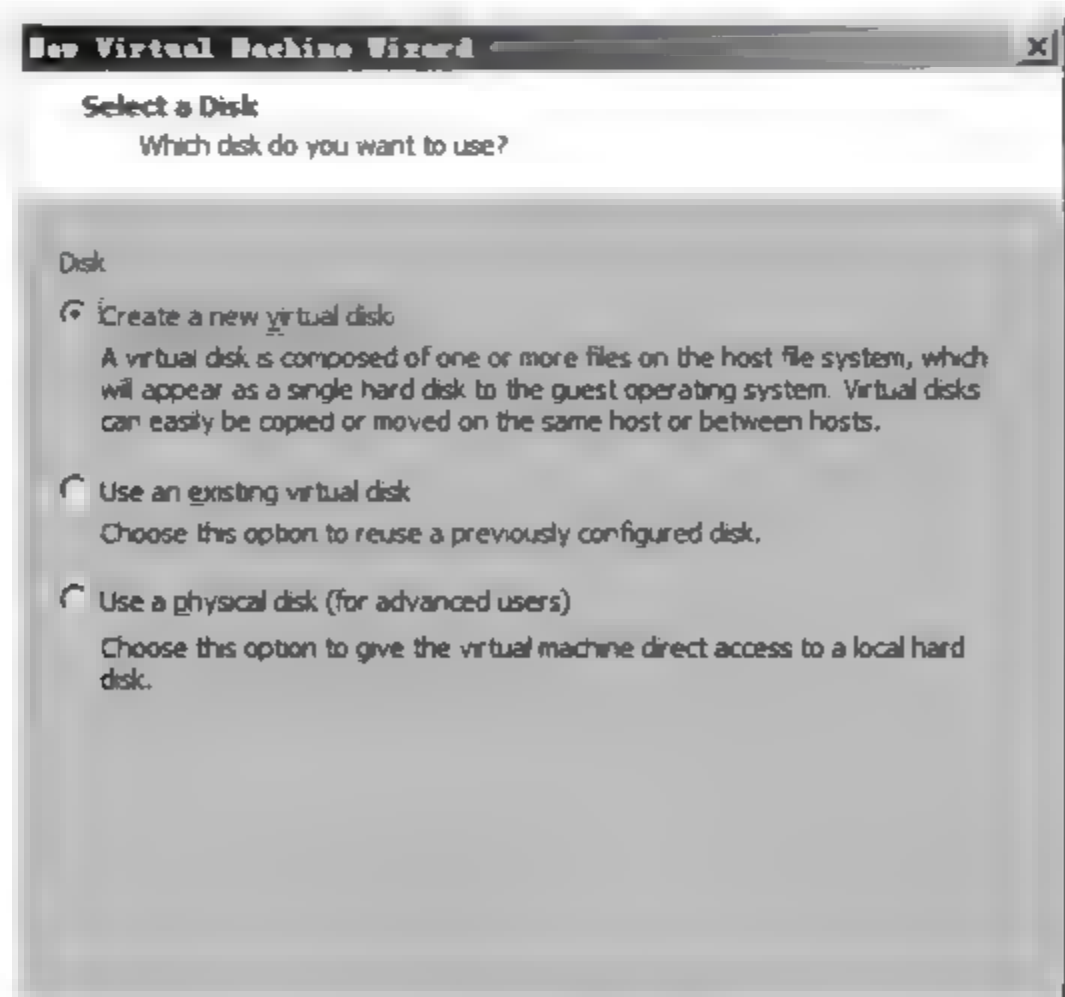 New Virtual Machine Wizard
Select a Disk
Which disk do you want to use?
Disk
Create a new virtual disk
A virtual disk is composed of one or more files on the host file system, which
will appear as a single hard disk to the guest operating system. Virtual disks
can easily be copied or moved on the same host or between hosts.
Use an existing virtual disk
Choose this option to reuse a previously configured disk.
Use a physical disk (for advanced users)
Choose this option to give the virtual machine direct access to a local hard
disk.